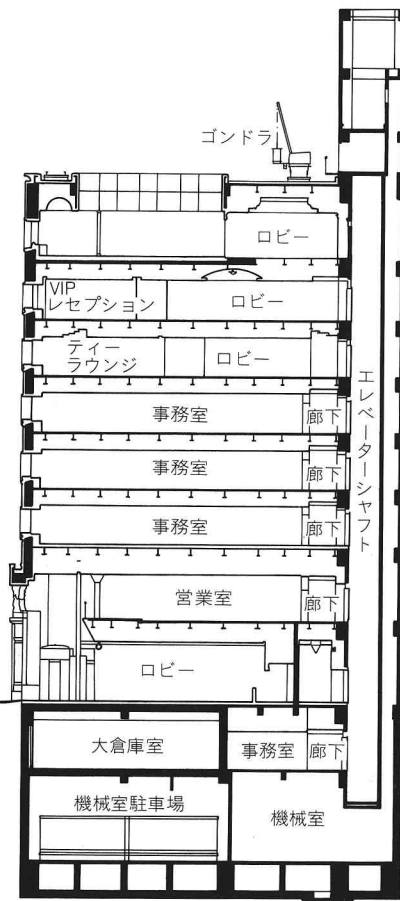 ゴンドラ
ロビー
VIP
レセプション
ロビー
ティー
ラウンジ
ロビー
エレベーターシャフト
事務室
廊下
事務室
廊下
事務室
廊下
営業室
廊下
ロビー
大倉庫室
事務室
廊下
機械室駐車場
機械室